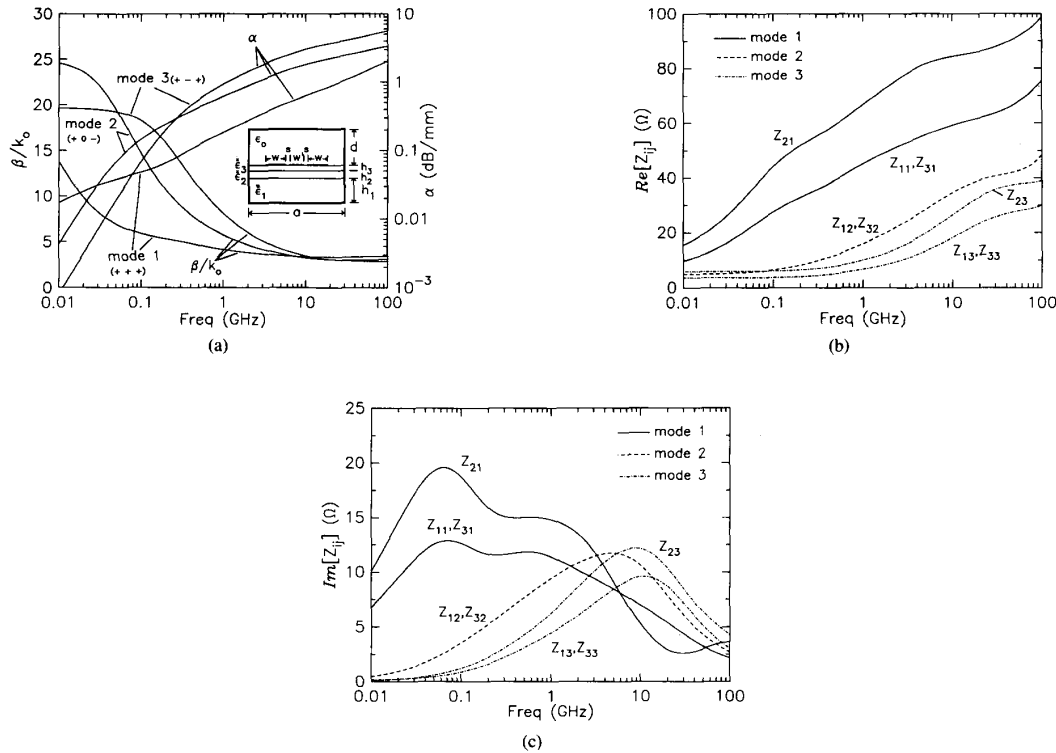 30
25
20
15
10
5
0
β/k₀
10
1
0.1
0.01
10⁻³
α (dB/mm)
α
mode 3 (+ − +)
mode 2
(+ 0 −)
mode 1
(+ + +)
β/k₀
ϵ₀
s s
w w w
d
h₃
h₂
h₁
a
0.01 0.1 1 10 100
Freq (GHz)
(a)
100
80
60
40
20
0
Re[Z_ij] (Ω)
mode 1
mode 2
mode 3
Z₂₁
Z₁₁,Z₃₁
Z₂₃
Z₁₂,Z₃₂
Z₁₃,Z₃₃
0.01 0.1 1 10 100
Freq (GHz)
(b)
25
20
15
10
5
0
Im[Z_ij] (Ω)
mode 1
mode 2
mode 3
Z₂₁
Z₁₁,Z₃₁
Z₂₃
Z₁₂,Z₃₂
Z₁₃,Z₃₃
0.01 0.1 1 10 100
Freq (GHz)
(c)